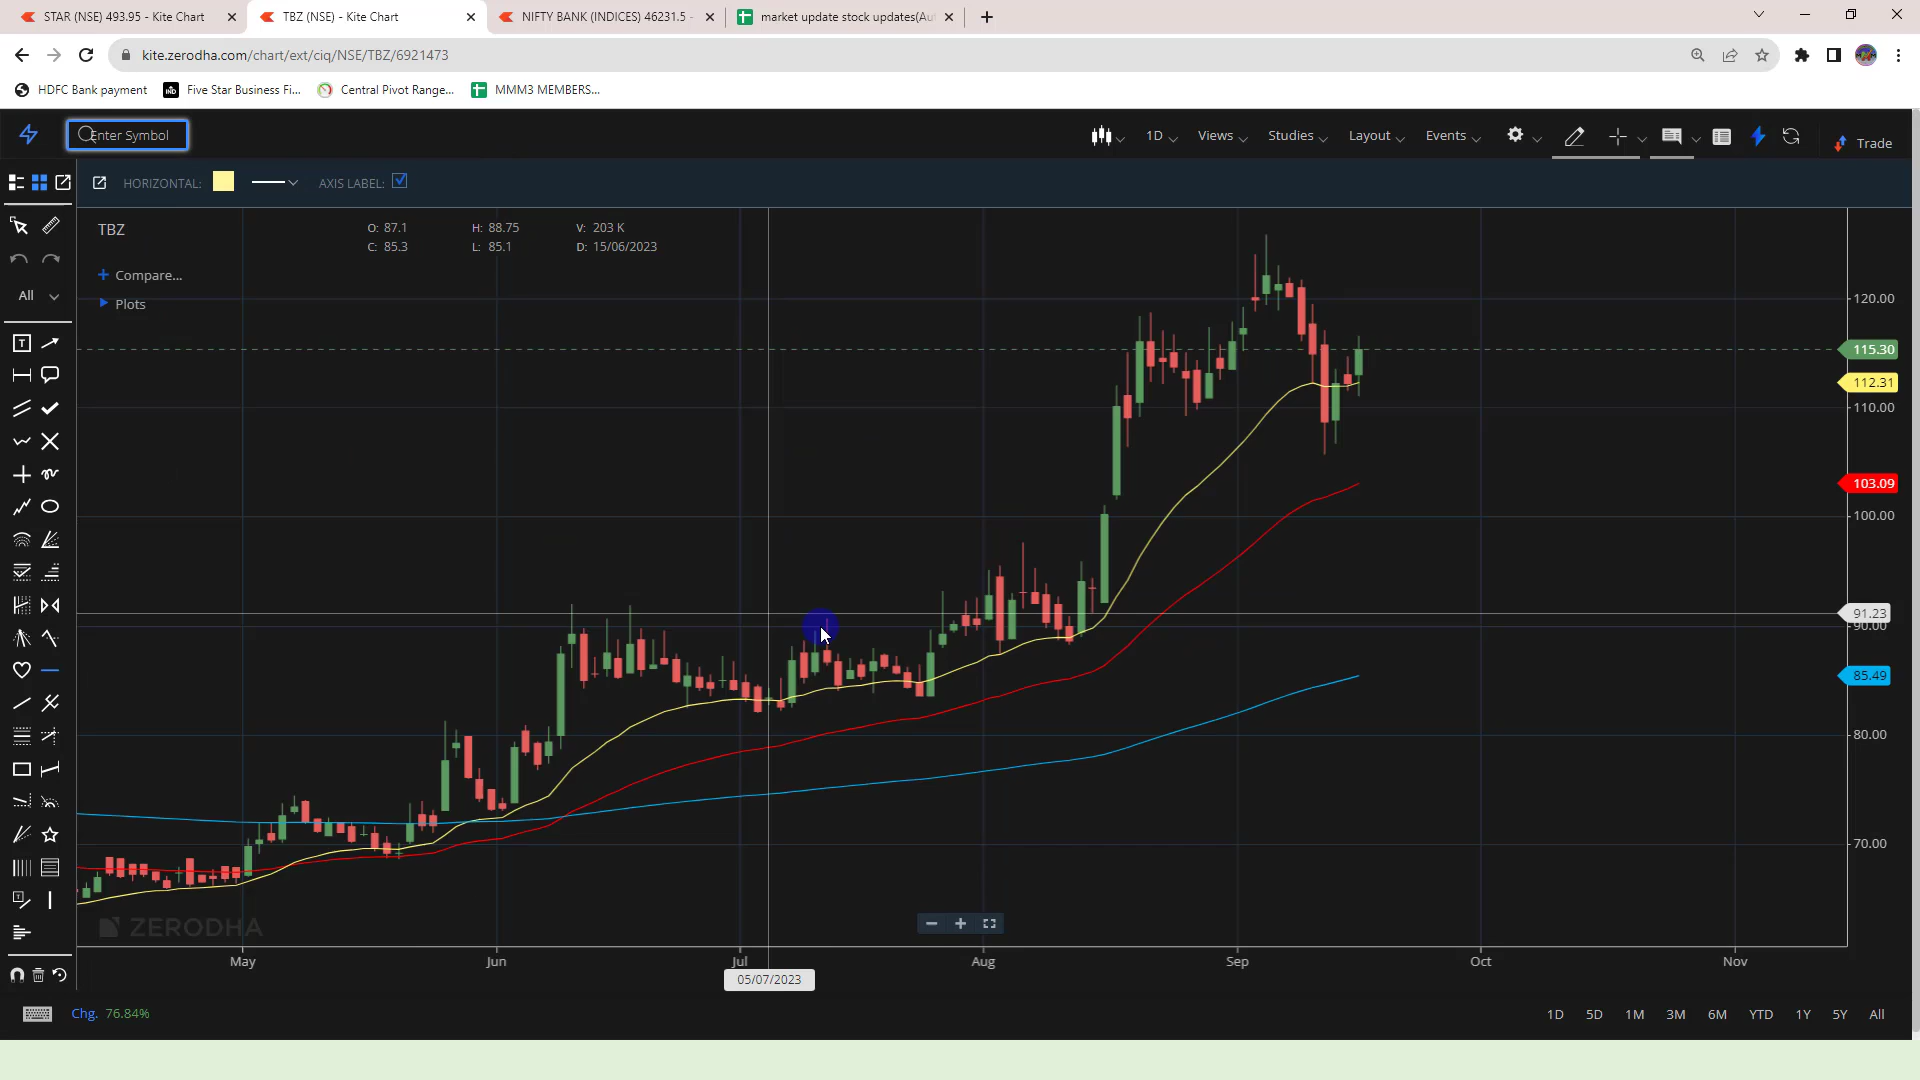 STAR (NSE) 493.95 - Kite Chart
TBZ (NSE) - Kite Chart
NIFTY BANK (INDICES) 46231.5 -
market update stock updates(Au
kite.zerodha.com/chart/ext/ciq/NSE/TBZ/6921473
HDFC Bank payment
Five Star Business Fi...
Central Pivot Range...
MMM3 MEMBERS...
Enter Symbol
1D
Views
Studies
Layout
Events
Trade
HORIZONTAL:
AXIS LABEL:
TBZ
O: 87.1
H: 88.75
V: 203 K
C: 85.3
L: 85.1
D: 15/06/2023
Compare...
Plots
All
120.00
115.30
112.31
110.00
103.09
100.00
91.23
90.00
85.49
80.00
70.00
ZERODHA
May
Jun
Jul
Aug
Sep
Oct
Nov
05/07/2023
Chg. 76.84%
1D
5D
1M
3M
6M
YTD
1Y
5Y
All